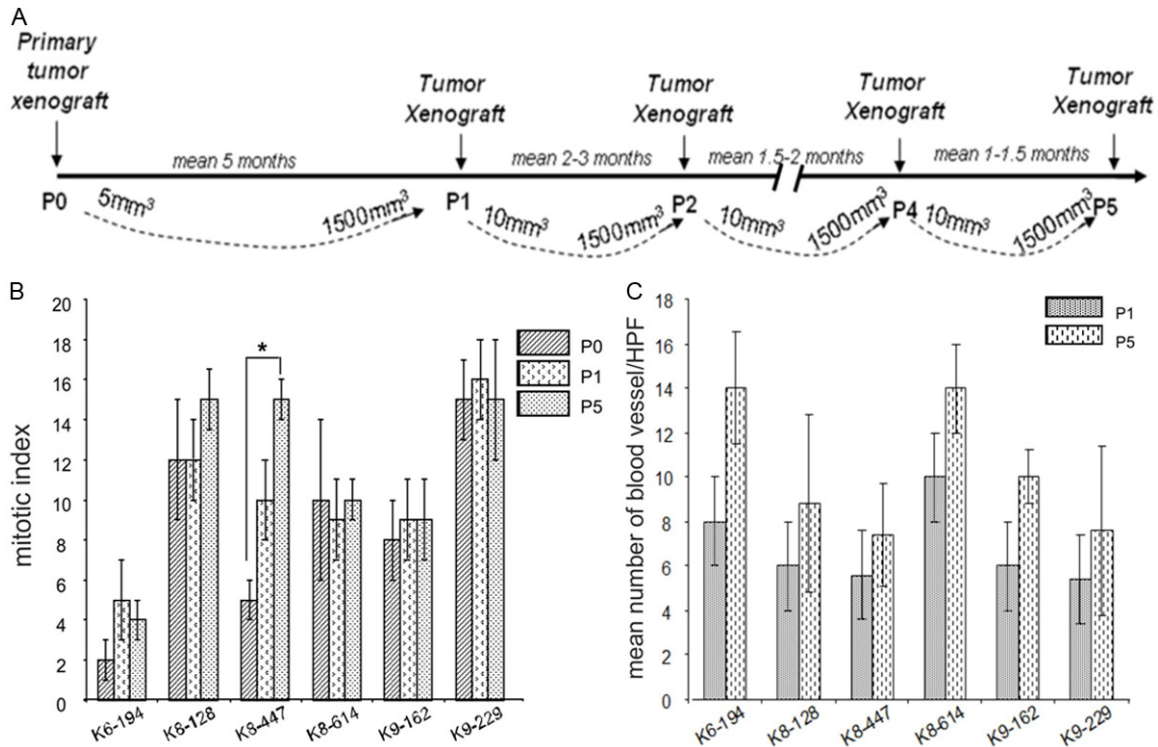 A
Primary
tumor
xenograft
Tumor
Xenograft
Tumor
Xenograft
Tumor
Xenograft
Tumor
Xenograft
mean 5 months
mean 2-3 months
mean 1.5-2 months
mean 1-1.5 months
P0
5mm³
1500mm³
P1
10mm³
1500mm³
P2
10mm³
1500mm³
P4
10mm³
1500mm³
P5
B
mitotic index
20
18
16
14
12
10
8
6
4
2
0
*
P0
P1
P5
K6-194
K8-128
K8-447
K8-614
K9-162
K9-229
C
mean number of blood vessel/HPF
18
16
14
12
10
8
6
4
2
0
P1
P5
K6-194
K8-128
K8-447
K8-614
K9-162
K9-229